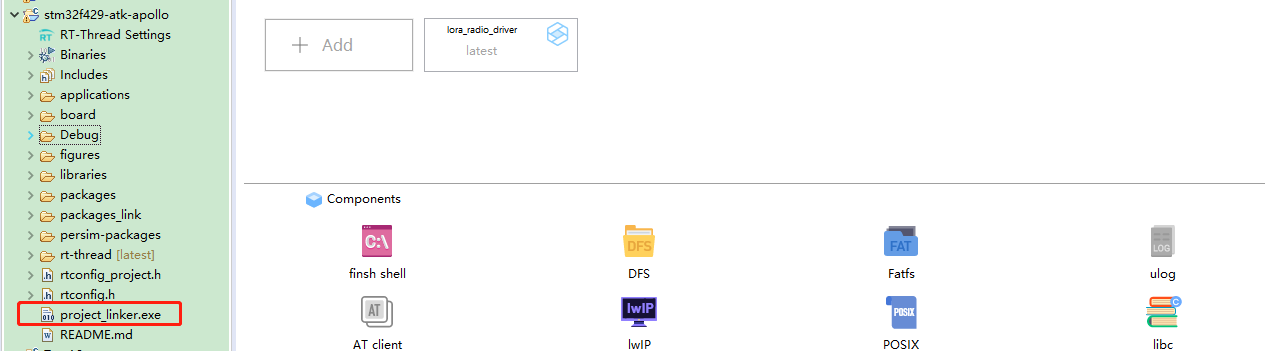 stm32f429-atk-apollo
RT-Thread Settings
Binaries
Includes
applications
board
Debug
figures
libraries
packages
packages_link
persim-packages
rt-thread [latest]
rtconfig_project.h
rtconfig.h
project_linker.exe
README.md
Add
lora_radio_driver
latest
Components
C:\
finsh shell
DFS
DFS
FAT
Fatfs
LOG
ulog
AT
AT client
lwIP
lwIP
POSIX
POSIX
C
libc